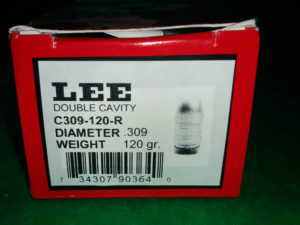 LEE
DOUBLE CAVITY
C309-120-R
DIAMETER .309
WEIGHT 120 gr.
7 34307 90364 0